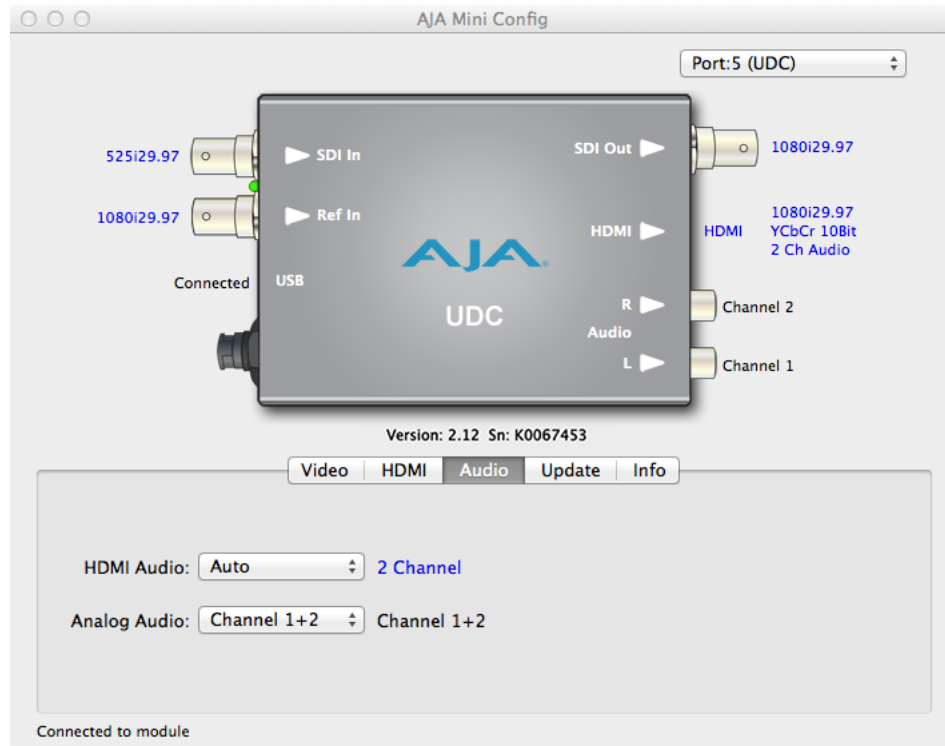 AJA Mini Config
Port:5 (UDC)
525i29.97
SDI In
SDI Out
1080i29.97
1080i29.97
Ref In
HDMI
HDMI
1080i29.97
YCbCr 10Bit
2 Ch Audio
AJA®
Connected
USB
UDC
R
Channel 2
Audio
L
Channel 1
Version: 2.12 Sn: K0067453
Video HDMI Audio Update Info
HDMI Audio: Auto 2 Channel
Analog Audio: Channel 1+2 Channel 1+2
Connected to module